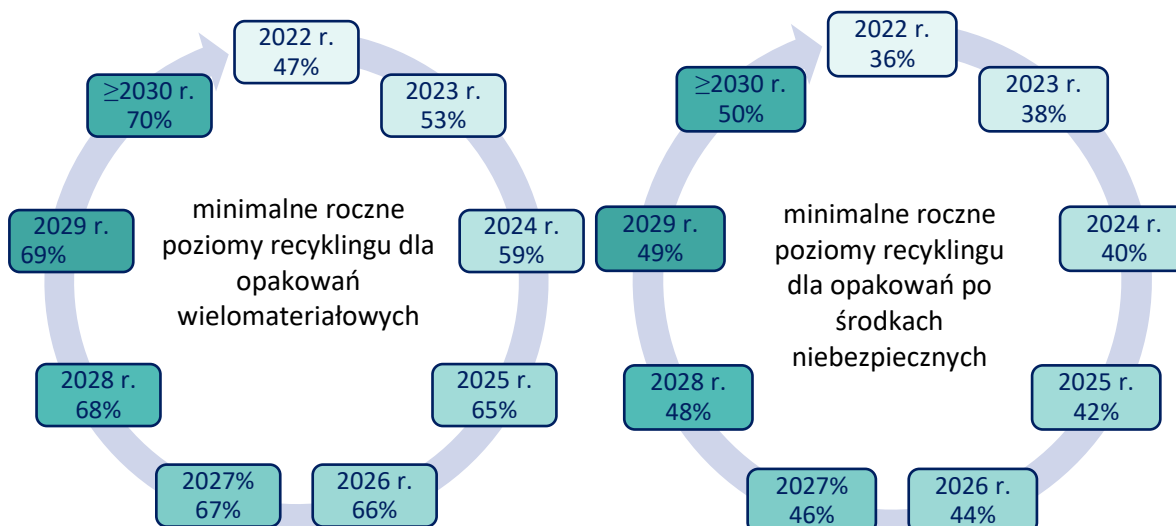 2022 r.
47%
2023 r.
53%
2024 r.
59%
2025 r.
65%
2026 r.
66%
2027%
67%
2028 r.
68%
2029 r.
69%
≥2030 r.
70%
minimalne roczne
poziomy recyklingu dla
opakowań
wielomateriałowych
2022 r.
36%
2023 r.
38%
2024 r.
40%
2025 r.
42%
2026 r.
44%
2027%
46%
2028 r.
48%
2029 r.
49%
≥2030 r.
50%
minimalne roczne
poziomy recyklingu
dla opakowań po
środkach
niebezpiecznych